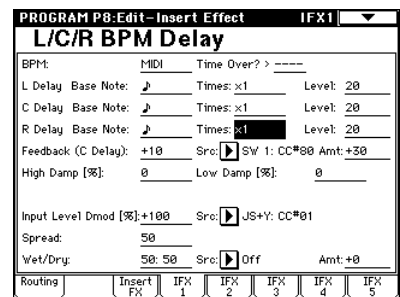 PROGRAM P8:Edit-Insert Effect IFX1
L/C/R BPM Delay
BPM: MIDI Time Over? > ----
L Delay Base Note: ♪ Times: x1 Level: 20
C Delay Base Note: ♪ Times: x1 Level: 20
R Delay Base Note: ♪ Times: x1 Level: 20
Feedback (C Delay): +10 Src: SW 1: CC#80 Amt: +30
High Damp [%]: 0 Low Damp [%]: 0
Input Level Dmod [%]: +100 Src: JS+Y: CC#01
Spread: 50
Wet/Dry: 50: 50 Src: Off Amt: +0
Routing Insert FX IFX 1 IFX 2 IFX 3 IFX 4 IFX 5